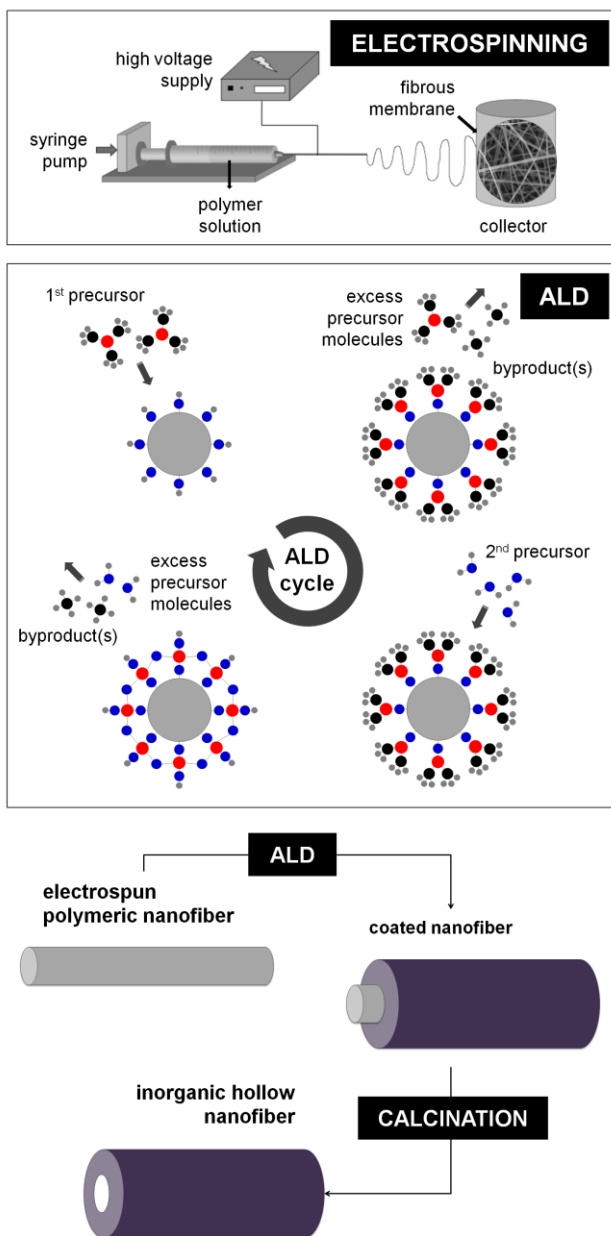 ELECTROSPINNING
high voltage
supply
fibrous
membrane
syringe
pump
polymer
solution
collector
ALD
1st precursor
excess
precursor
molecules
byproduct(s)
ALD
cycle
excess
precursor
molecules
byproduct(s)
2nd precursor
ALD
electrospun
polymeric nanofiber
coated nanofiber
inorganic hollow
nanofiber
CALCINATION